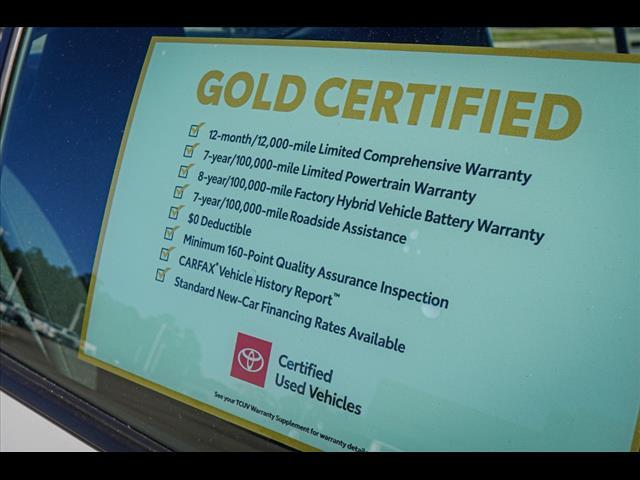 GOLD CERTIFIED
12-month/12,000-mile Limited Comprehensive Warranty
7-year/100,000-mile Limited Powertrain Warranty
8-year/100,000-mile Factory Hybrid Vehicle Battery Warranty
7-year/100,000-mile Roadside Assistance
$0 Deductible
Minimum 160-Point Quality Assurance Inspection
CARFAX® Vehicle History Report™
Standard New-Car Financing Rates Available
Certified
Used Vehicles
See your TCUV Warranty Supplement for warranty details